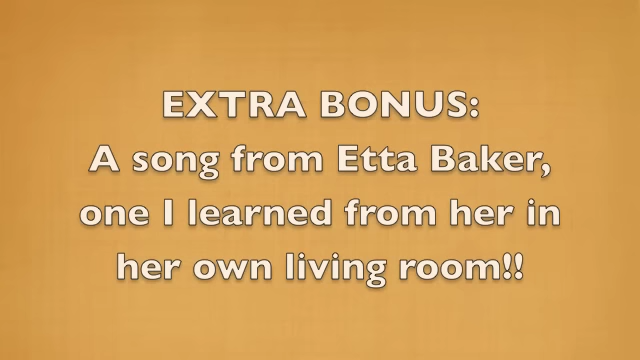 EXTRA BONUS:
A song from Etta Baker,
one I learned from her in
her own living room!!